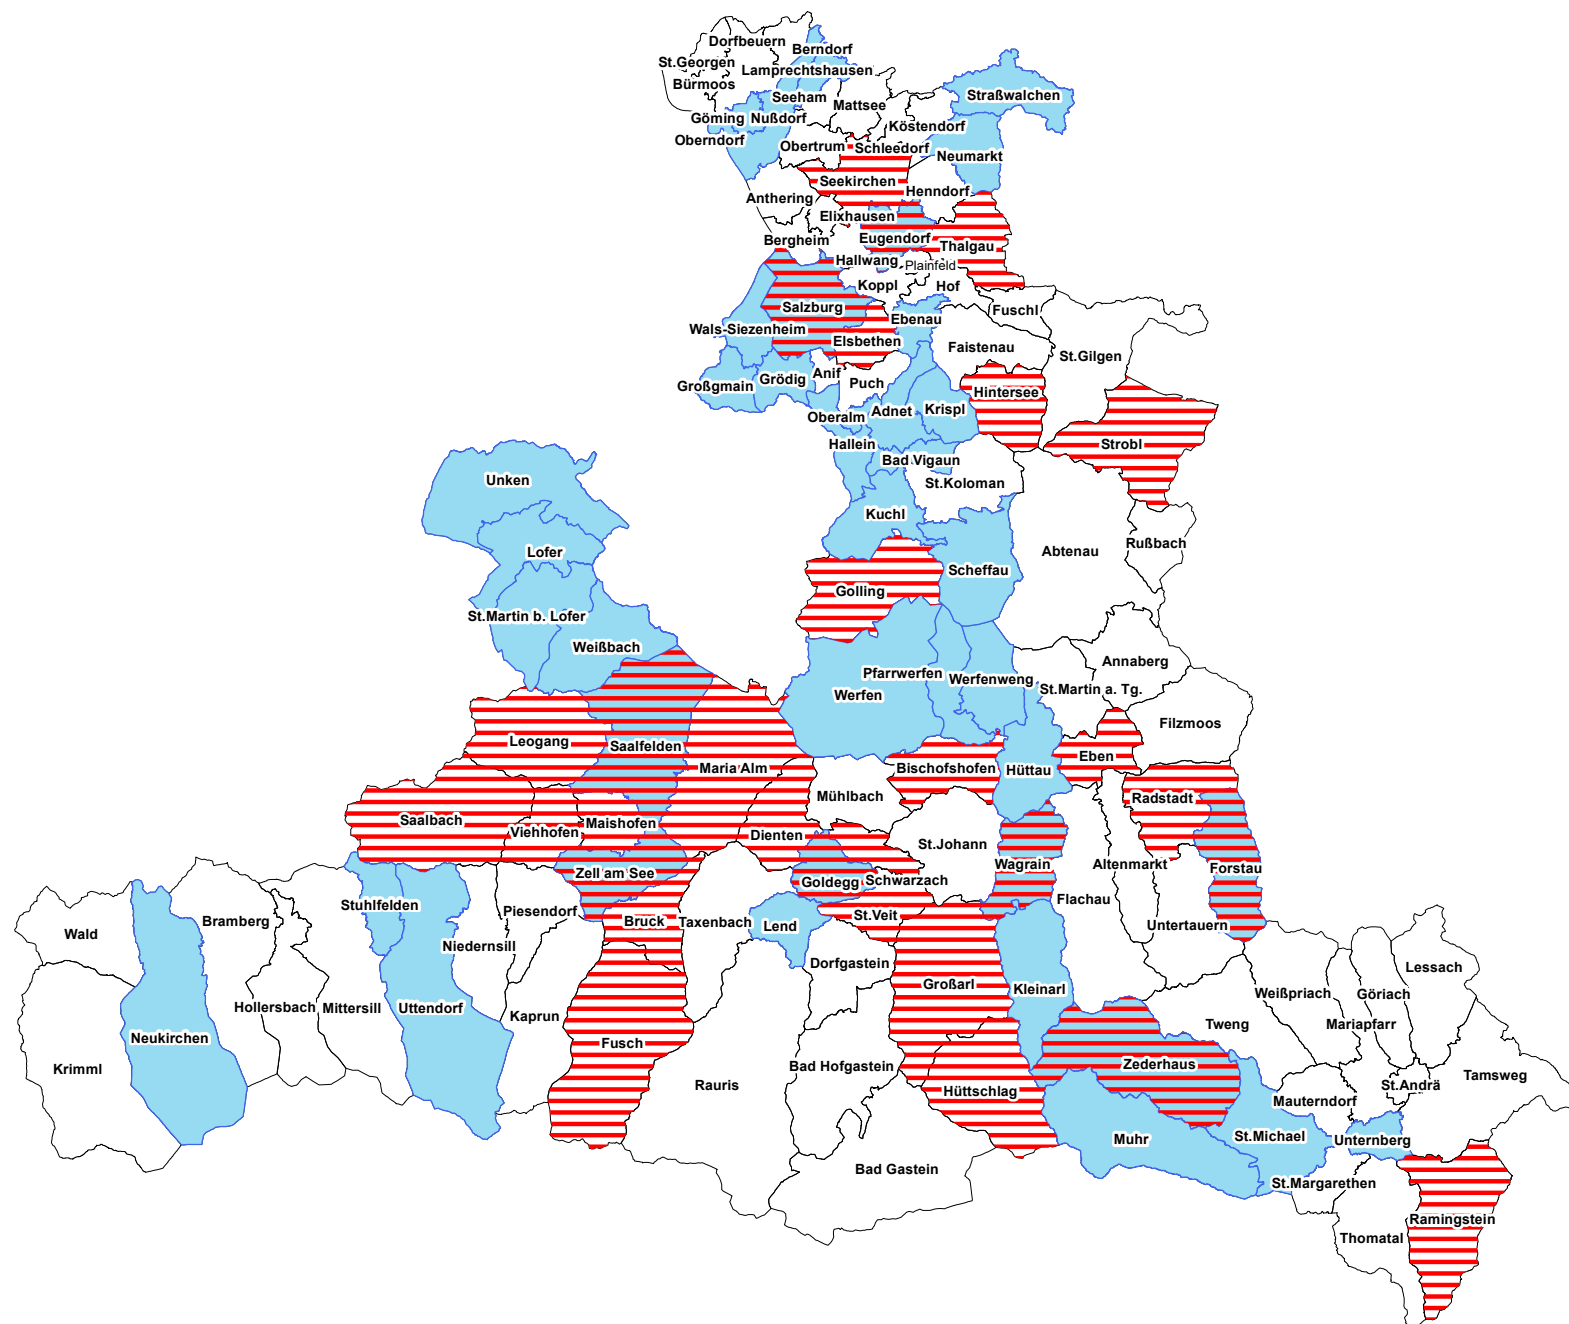 Dorfbeuern
Berndorf
St.Georgen
Lamprechtshausen
Bürmoos
Straßwalchen
Seeham
Mattsee
Göming
Nußdorf
Köstendorf
Oberndorf
Obertrum
Schleedorf
Neumarkt
Seekirchen
Henndorf
Anthering
Elixhausen
Bergheim
Eugendorf
Thalgau
Hallwang
Plainfeld
Koppl
Hof
Salzburg
Fuschl
Ebenau
Wals-Siezenheim
Elsbethen
Faistenau
St.Gilgen
Anif
Grödig
Puch
Großgmain
Hintersee
Oberalm
Adnet
Krispl
Hallein
Strobl
Bad Vigaun
Unken
St.Koloman
Kuchl
Lofer
Abtenau
Rußbach
Scheffau
Golling
St.Martin b. Lofer
Weißbach
Annaberg
Pfarrwerfen
Werfenweng
St.Martin a. Tg.
Werfen
Filzmoos
Leogang
Saalfelden
Eben
Maria Alm
Bischofshofen
Hüttau
Mühlbach
Radstadt
Saalbach
Viehhofen
Maishofen
Dienten
St.Johann
Wagrain
Altenmarkt
Forstau
Zell am See
Goldegg
Schwarzach
Flachau
Stuhlfelden
Piesendorf
Bruck
Taxenbach
Lend
St.Veit
Untertauern
Wald
Bramberg
Niedernsill
Dorfgastein
Lessach
Großarl
Kleinarl
Weißpriach
Göriach
Hollersbach
Mittersill
Uttendorf
Kaprun
Tweng
Mariapfarr
Neukirchen
Fusch
Krimml
Bad Hofgastein
Zederhaus
Rauris
Hüttschlag
St.Andrä
Tamsweg
Mauterndorf
Muhr
St.Michael
Unternberg
Bad Gastein
St.Margarethen
Ramingstein
Thomatal